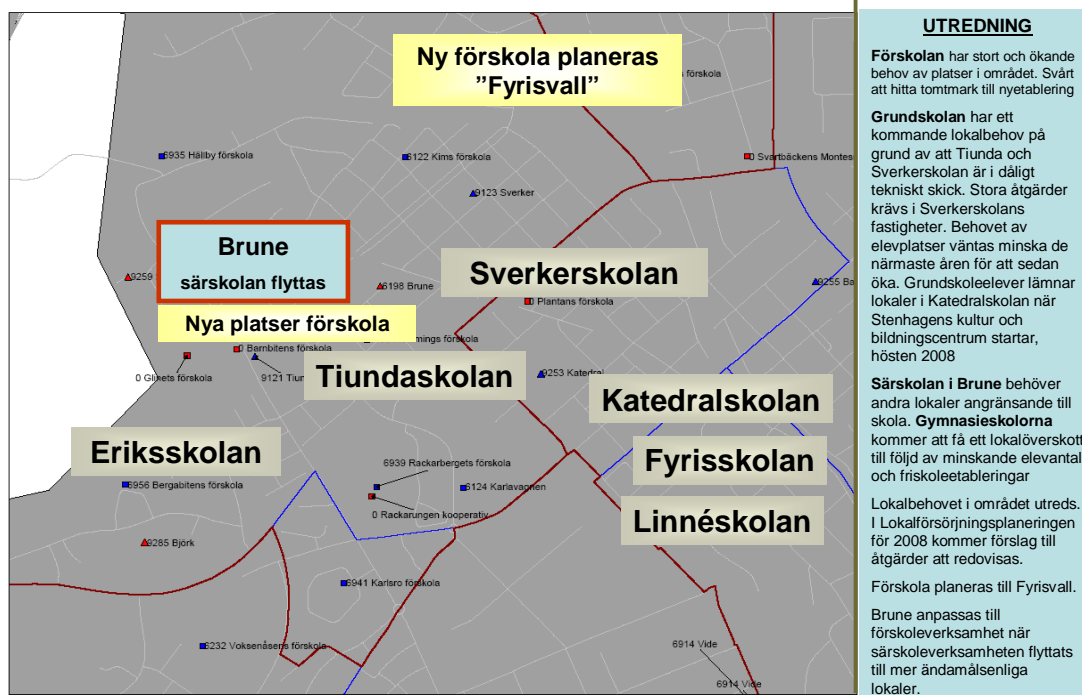 Ny förskola planeras
”Fyrisvall”
förskola
6935 Hällby förskola
6122 Kims förskola
0 Svartbäckens Montes
9123 Sverker
Brune
särskolan flyttas
9259
6198 Brune
Sverkerskolan
9255 Ba
0 Plantans förskola
Nya platser förskola
0 Barnbitens förskola
mings förskola
0 Glimets förskola
9121 Tiun
Tiundaskolan
9253 Katedral
Katedralskolan
Eriksskolan
Fyrisskolan
6939 Rackarbergets förskola
6956 Bergabitens förskola
6124 Karlavagnen
0 Rackarungen kooperativ
Linnéskolan
9285 Björk
6941 Karlsro förskola
6232 Voksenåsens förskola
6914 Vide
6914 Vide
UTREDNING
Förskolan har stort och ökande
behov av platser i området. Svårt
att hitta tomtmark till nyetablering
Grundskolan har ett
kommande lokalbehov på
grund av att Tiunda och
Sverkerskolan är i dåligt
tekniskt skick. Stora åtgärder
krävs i Sverkerskolans
fastigheter. Behovet av
elevplatser väntas minska de
närmaste åren för att sedan
öka. Grundskoleelever lämnar
lokaler i Katedralskolan när
Stenhagens kultur och
bildningscentrum startar,
hösten 2008
Särskolan i Brune behöver
andra lokaler angränsande till
skola. Gymnasieskolorna
kommer att få ett lokalöverskott
till följd av minskande elevantal
och friskoleetableringar
Lokalbehovet i området utreds.
I Lokalförsörjningsplaneringen
för 2008 kommer förslag till
åtgärder att redovisas.
Förskola planeras till Fyrisvall.
Brune anpassas till
förskoleverksamhet när
särskoleverksamheten flyttats
till mer ändamålsenliga
lokaler.